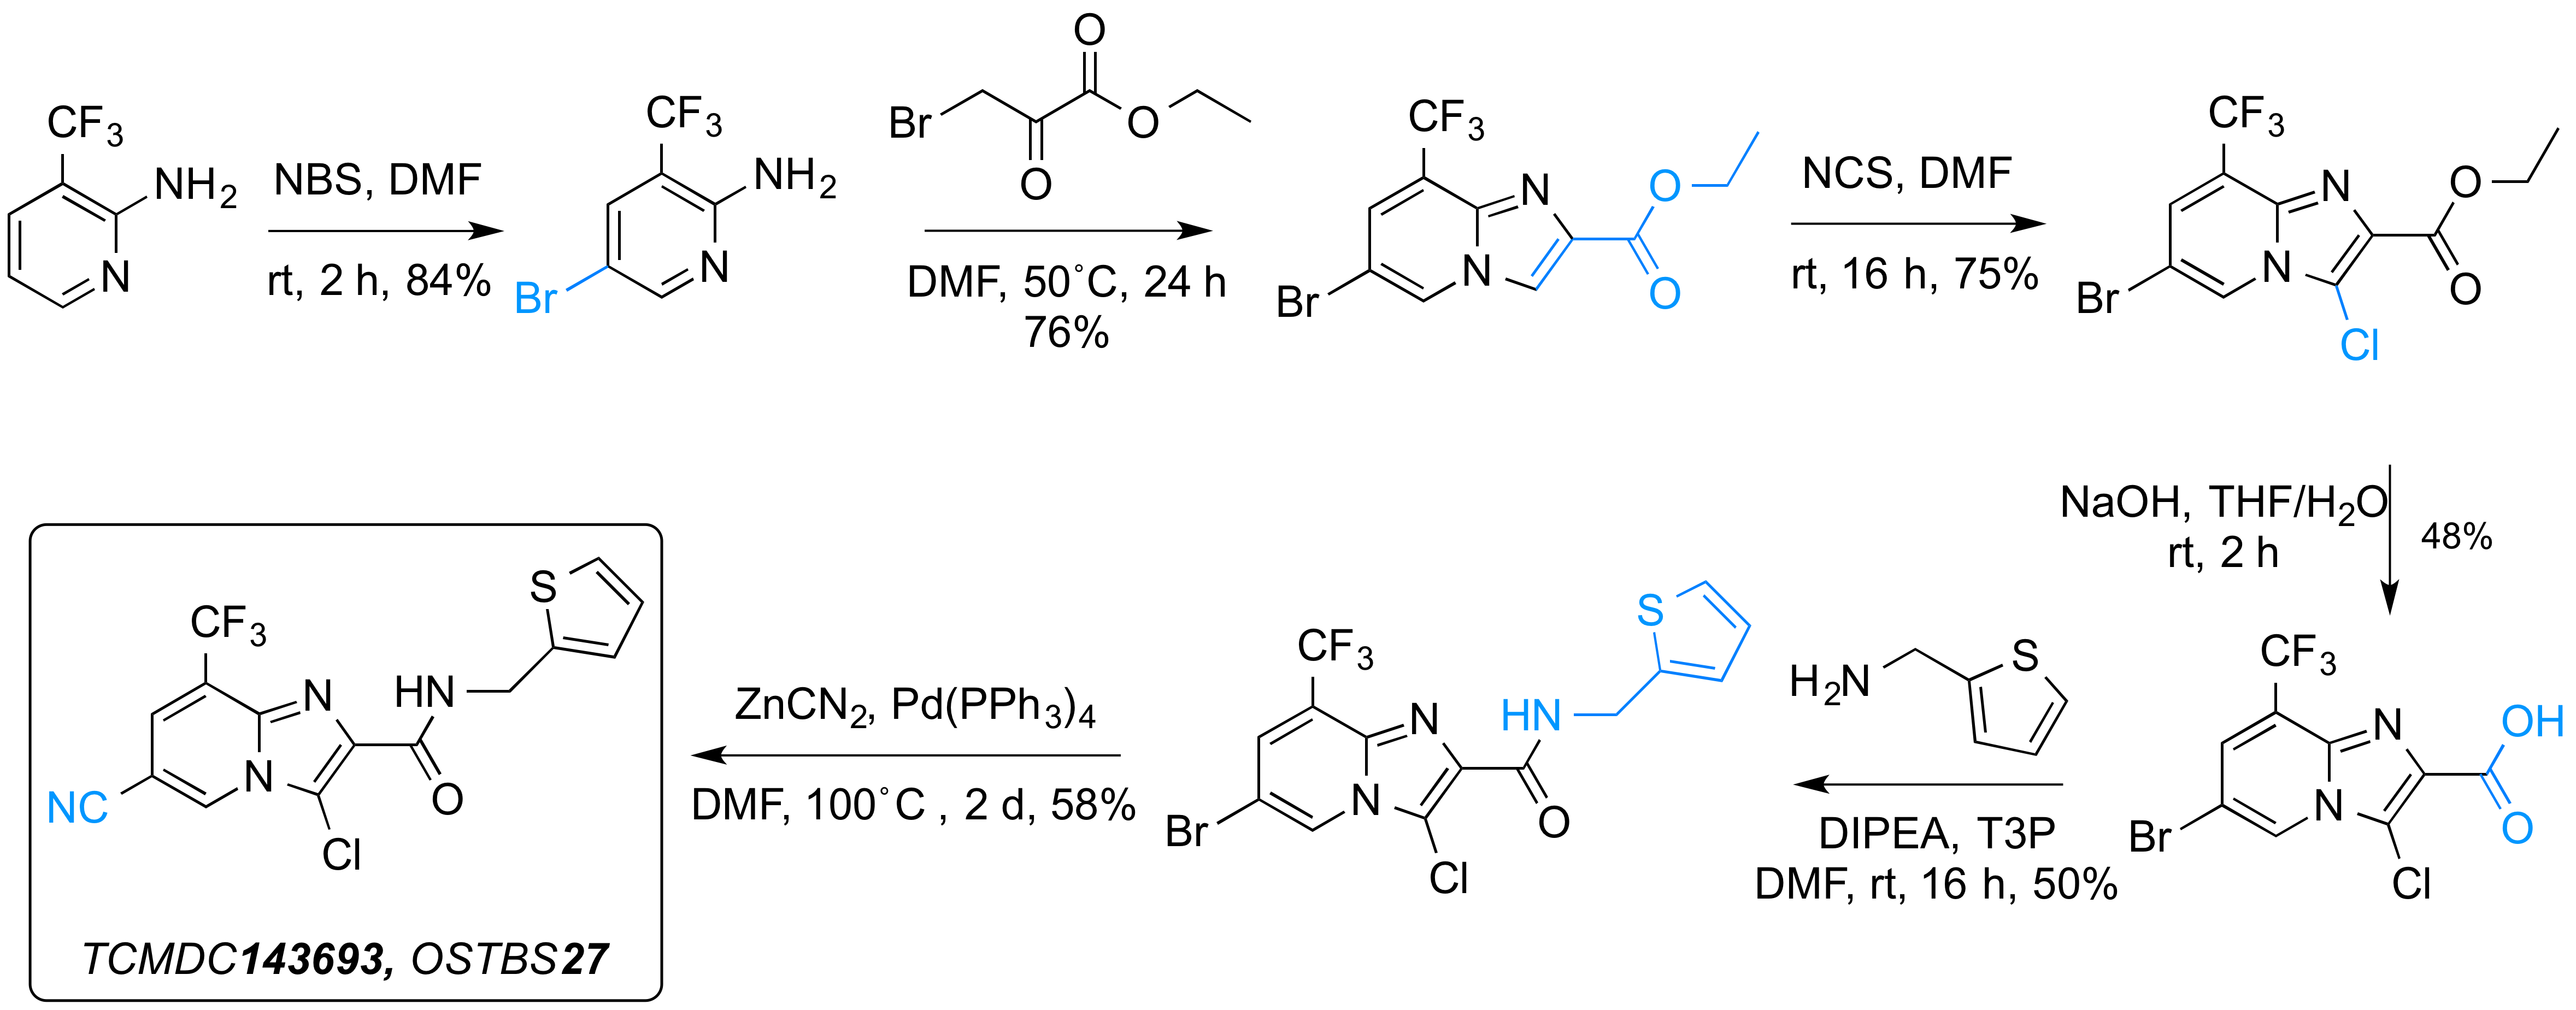 CF3
NH2
N
NBS, DMF
rt, 2 h, 84%
CF3
NH2
N
Br
O
Br
O
O
DMF, 50°C, 24 h
76%
CF3
N
O
N
O
Br
NCS, DMF
rt, 16 h, 75%
CF3
N
O
N
O
Br
Cl
NaOH, THF/H2O
rt, 2 h
48%
CF3
N
OH
N
O
Br
Cl
H2N
S
DIPEA, T3P
DMF, rt, 16 h, 50%
S
CF3
HN
N
N
O
Br
Cl
ZnCN2, Pd(PPh3)4
DMF, 100°C , 2 d, 58%
S
CF3
HN
N
N
O
NC
Cl
TCMDC143693, OSTBS27